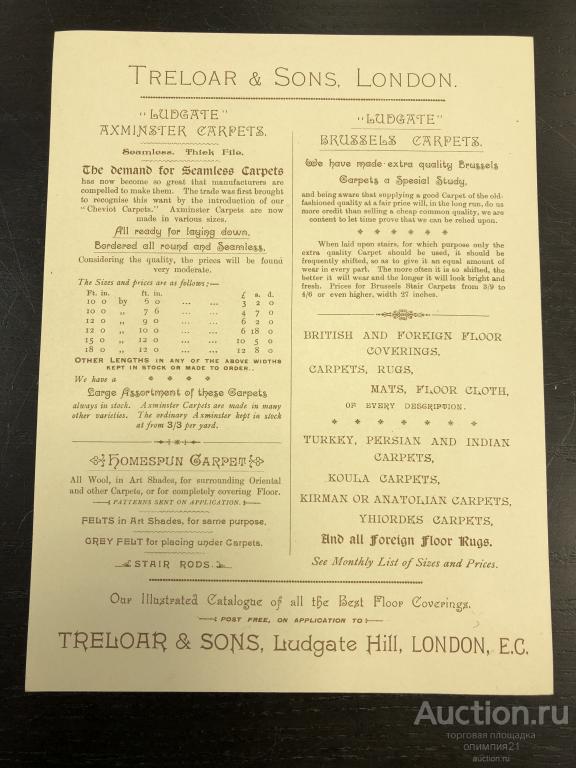 TRELOAR & SONS, LONDON.
"LUDGATE"
AXMINSTER CARPETS.
Seamless. Thick Pile.
The demand for Seamless Carpets
has now become so great that manufacturers are
compelled to make them. The trade was first brought
to recognise this want by the introduction of our
"Cheviot Carpets." Axminster Carpets are now
made in various sizes.
All ready for laying down.
Bordered all round and Seamless.
Considering the quality, the prices will be found
very moderate.
The Sizes and prices are as follows:—
Ft. in. ft. in. £ s. d.
10 0 by 6 0 ... ... 3 2 0
10 0 ,, 7 6 ... ... 4 7 0
12 0 ,, 9 0 ... ... 6 2 0
12 0 ,, 10 0 ... ... 6 18 0
15 0 ,, 12 0 ... ... 10 5 0
18 0 ,, 12 0 ... ... 12 8 0
OTHER LENGTHS IN ANY OF THE ABOVE WIDTHS
KEPT IN STOCK OR MADE TO ORDER.
We have a
Large Assortment of these Carpets
always in stock. Axminster Carpets are made in many
other varieties. The ordinary Axminster kept in stock
at from 3/3 per yard.
HOMESPUN CARPET
All Wool, in Art Shades, for surrounding Oriental
and other Carpets, or for completely covering Floor.
PATTERNS SENT ON APPLICATION.
FELTS in Art Shades, for same purpose.
GREY FELT for placing under Carpets.
STAIR RODS.
"LUDGATE"
BRUSSELS CARPETS.
We have made extra quality Brussels
Carpets a Special Study,
and being aware that supplying a good Carpet of the old-
fashioned quality at a fair price will, in the long run, do us
more credit than selling a cheap common quality, we are
content to let time prove that we can be relied upon.
When laid upon stairs, for which purpose only the
extra quality Carpet should be used, it should be
frequently shifted, so as to give it an equal amount of
wear in every part. The more often it is so shifted, the
better it will wear and the longer it will look bright and
fresh. Prices for Brussels Stair Carpets from 3/9 to
4/6 or even higher, width 27 inches.
BRITISH AND FOREIGN FLOOR
COVERINGS,
CARPETS, RUGS,
MATS, FLOOR CLOTH,
OF EVERY DESCRIPTION.
TURKEY, PERSIAN AND INDIAN
CARPETS,
KOULA CARPETS,
KIRMAN OR ANATOLIAN CARPETS,
YHIORDES CARPETS,
And all Foreign Floor Rugs.
See Monthly List of Sizes and Prices.
Our Illustrated Catalogue of all the Best Floor Coverings,
POST FREE, ON APPLICATION TO
TRELOAR & SONS, Ludgate Hill, LONDON, E.C.
Auction.ru
торговая площадка
олимпия21
auction.ru